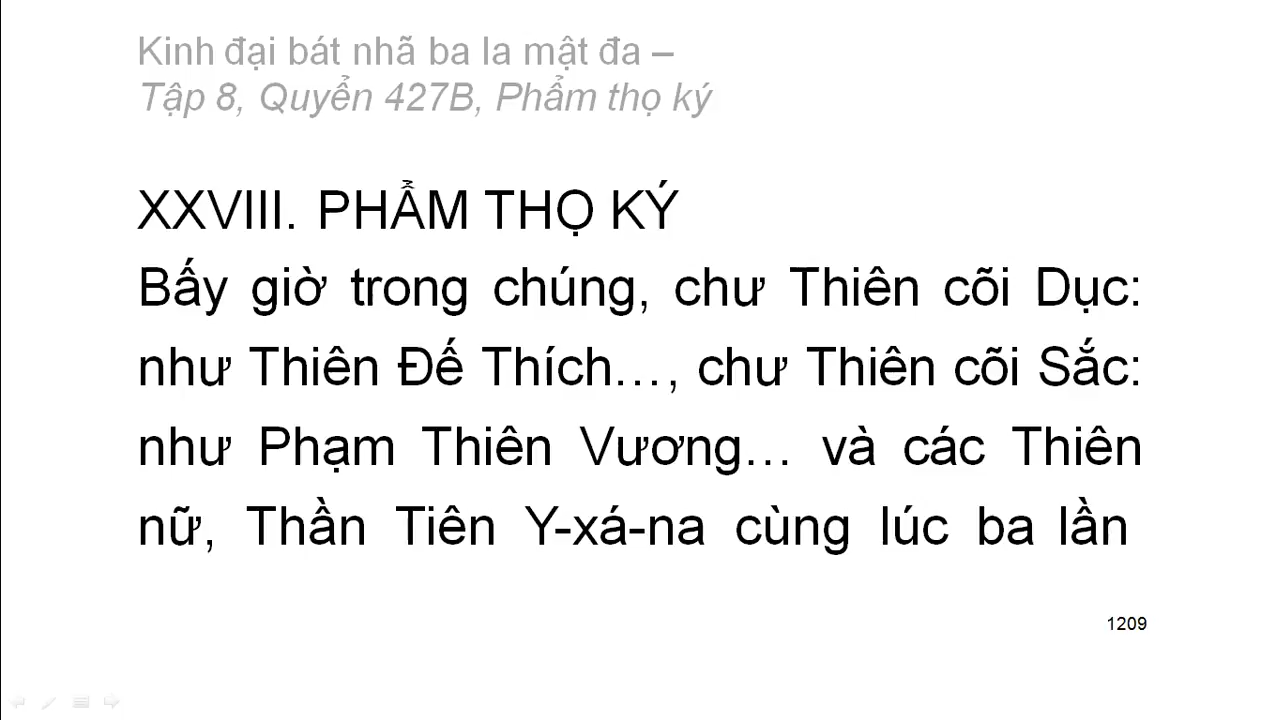 Kinh đại bát nhã ba la mật đa –
Tập 8, Quyển 427B, Phẩm thọ ký
XXVIII. PHẨM THỌ KÝ
Bấy giờ trong chúng, chư Thiên cõi Dục:
như Thiên Đế Thích…, chư Thiên cõi Sắc:
như Phạm Thiên Vương… và các Thiên
nữ, Thần Tiên Y-xá-na cùng lúc ba lần
1209